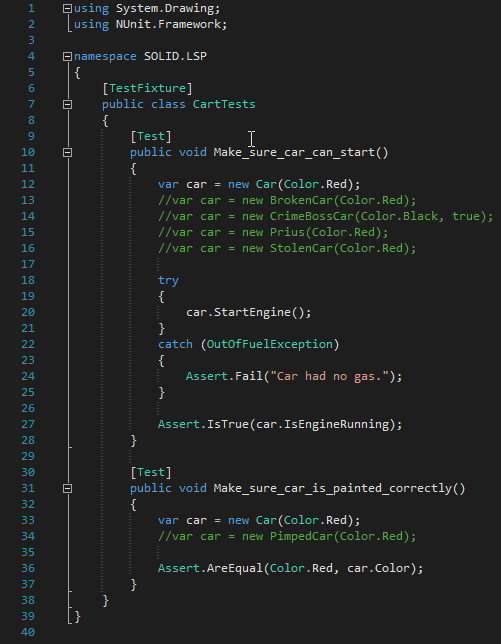 1 using System.Drawing;
2 using NUnit.Framework;
3
4 namespace SOLID.LSP
5 {
6 [TestFixture]
7 public class CartTests
8 {
9 [Test]
10 public void Make_sure_car_can_start()
11 {
12 var car = new Car(Color.Red);
13 //var car = new BrokenCar(Color.Red);
14 //var car = new CrimeBossCar(Color.Black, true);
15 //var car = new Prius(Color.Red);
16 //var car = new StolenCar(Color.Red);
17
18 try
19 {
20 car.StartEngine();
21 }
22 catch (OutOfFuelException)
23 {
24 Assert.Fail("Car had no gas.");
25 }
26
27 Assert.IsTrue(car.IsEngineRunning);
28 }
29
30 [Test]
31 public void Make_sure_car_is_painted_correctly()
32 {
33 var car = new Car(Color.Red);
34 //var car = new PimpedCar(Color.Red);
35
36 Assert.AreEqual(Color.Red, car.Color);
37 }
38 }
39 }
40